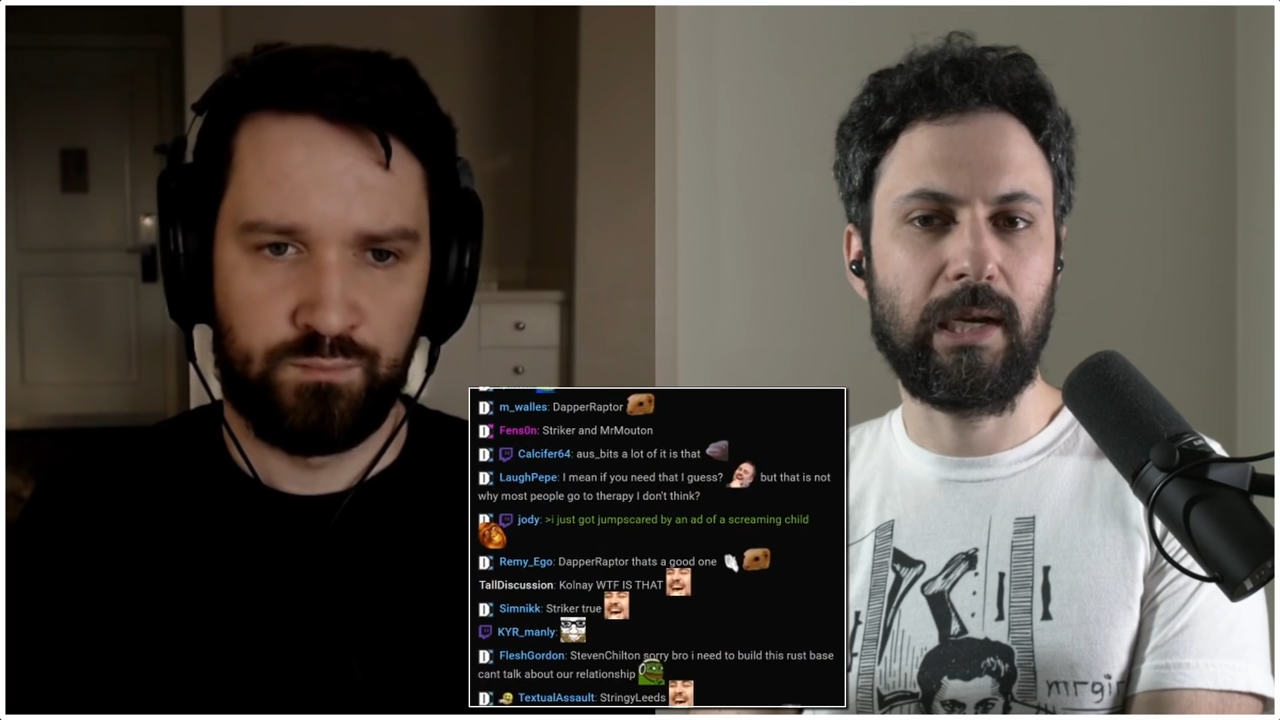 m_walles: DapperRaptor
Fens0n: Striker and MrMouton
Calcifer64: aus_bits a lot of it is that
LaughPepe: I mean if you need that I guess? but that is not
why most people go to therapy I don't think?
jody: >i just got jumpscared by an ad of a screaming child
Remy_Ego: DapperRaptor thats a good one
TallDiscussion: Kolnay WTF IS THAT
Simnikk: Striker true
KYR_manly:
FleshGordon: StevenChilton sorry bro i need to build this rust base
cant talk about our relationship
TextualAssault: StringyLeeds
mrgir